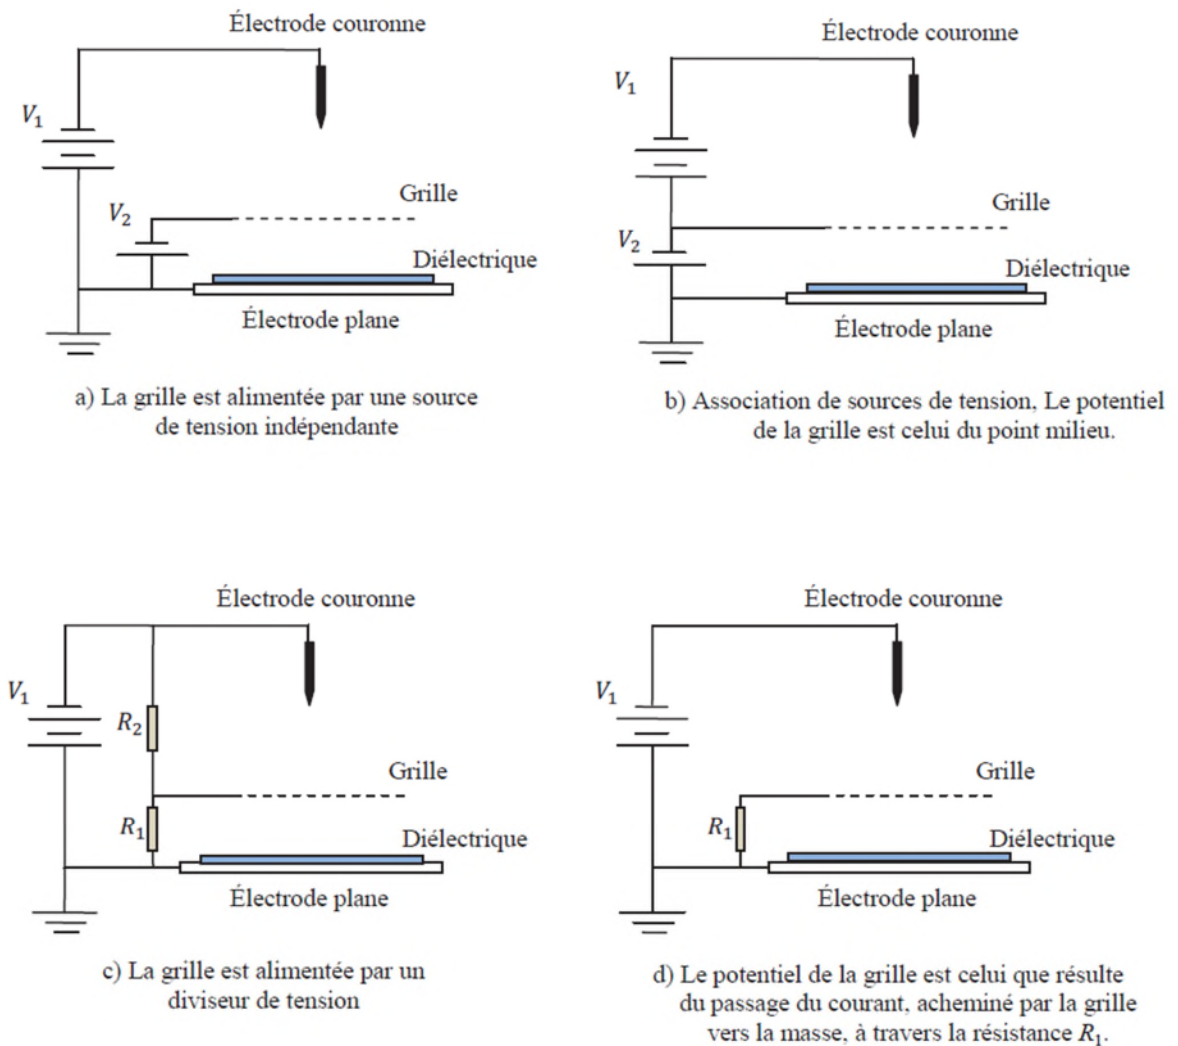 Électrode couronne
V₁
V₂
Grille
Diélectrique
Électrode plane
a) La grille est alimentée par une source
de tension indépendante
Électrode couronne
V₁
Grille
V₂
Diélectrique
Électrode plane
b) Association de sources de tension, Le potentiel
de la grille est celui du point milieu.
Électrode couronne
V₁
R₂
Grille
R₁
Diélectrique
Électrode plane
c) La grille est alimentée par un
diviseur de tension
Électrode couronne
V₁
Grille
R₁
Diélectrique
Électrode plane
d) Le potentiel de la grille est celui que résulte
du passage du courant, acheminé par la grille
vers la masse, à travers la résistance R₁.